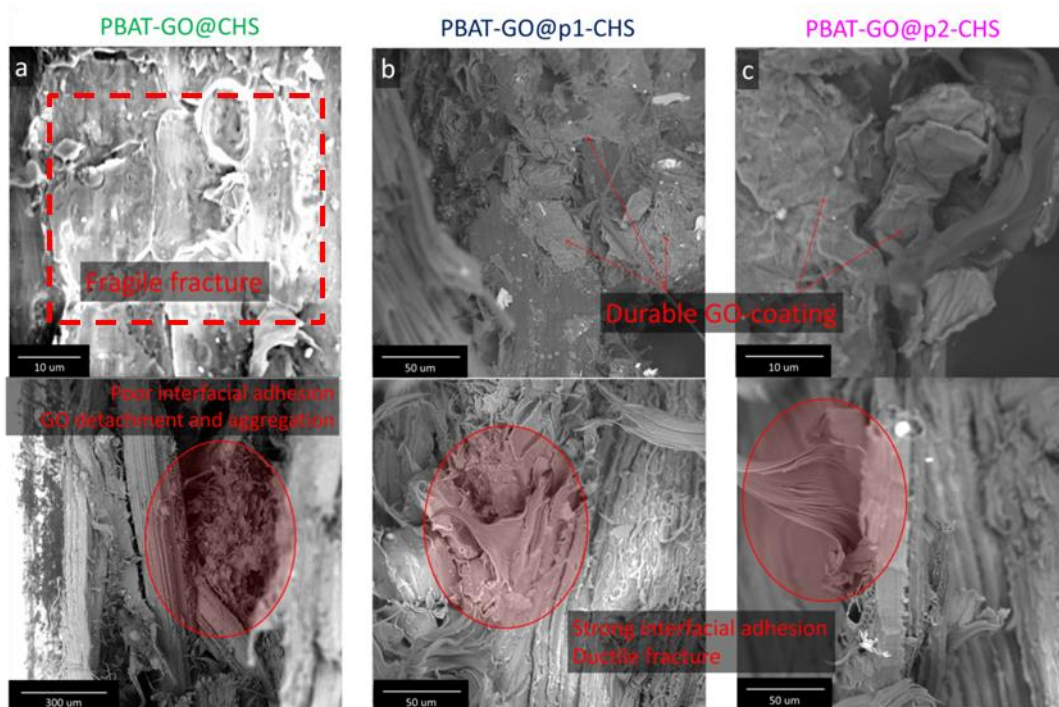 PBAT-GO@CHS
PBAT-GO@p1-CHS
PBAT-GO@p2-CHS
a
b
c
Fragile fracture
Durable GO-coating
10 um
50 um
10 um
Poor interfacial adhesion
GO detachment and aggregation
Strong interfacial adhesion
Ductile fracture
300 um
50 um
50 um